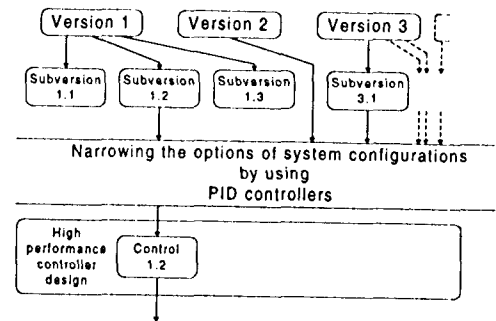 Version 1 Version 2 Version 3
Subversion Subversion Subversion Subversion
1.1 1.2 1.3 3.1
Narrowing the options of system configurations
by using
PID controllers
High
performance
controller
design
Control
1.2